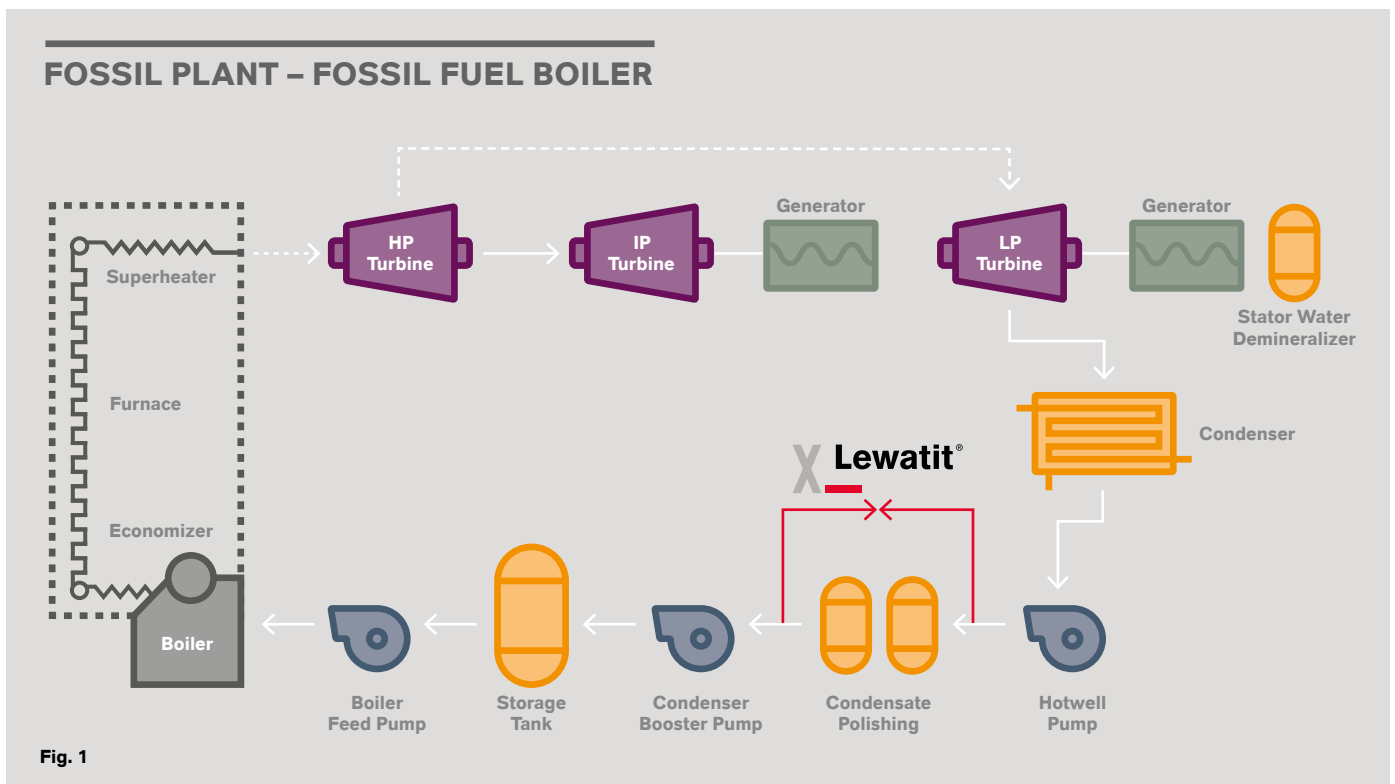 FOSSIL PLANT – FOSSIL FUEL BOILER
Generator
Generator
HP
Turbine
IP
Turbine
LP
Turbine
Superheater
Stator Water
Demineralizer
Furnace
Condenser
Lewatit®
Economizer
Boiler
Boiler
Feed Pump
Storage
Tank
Condenser
Booster Pump
Condensate
Polishing
Hotwell
Pump
Fig. 1